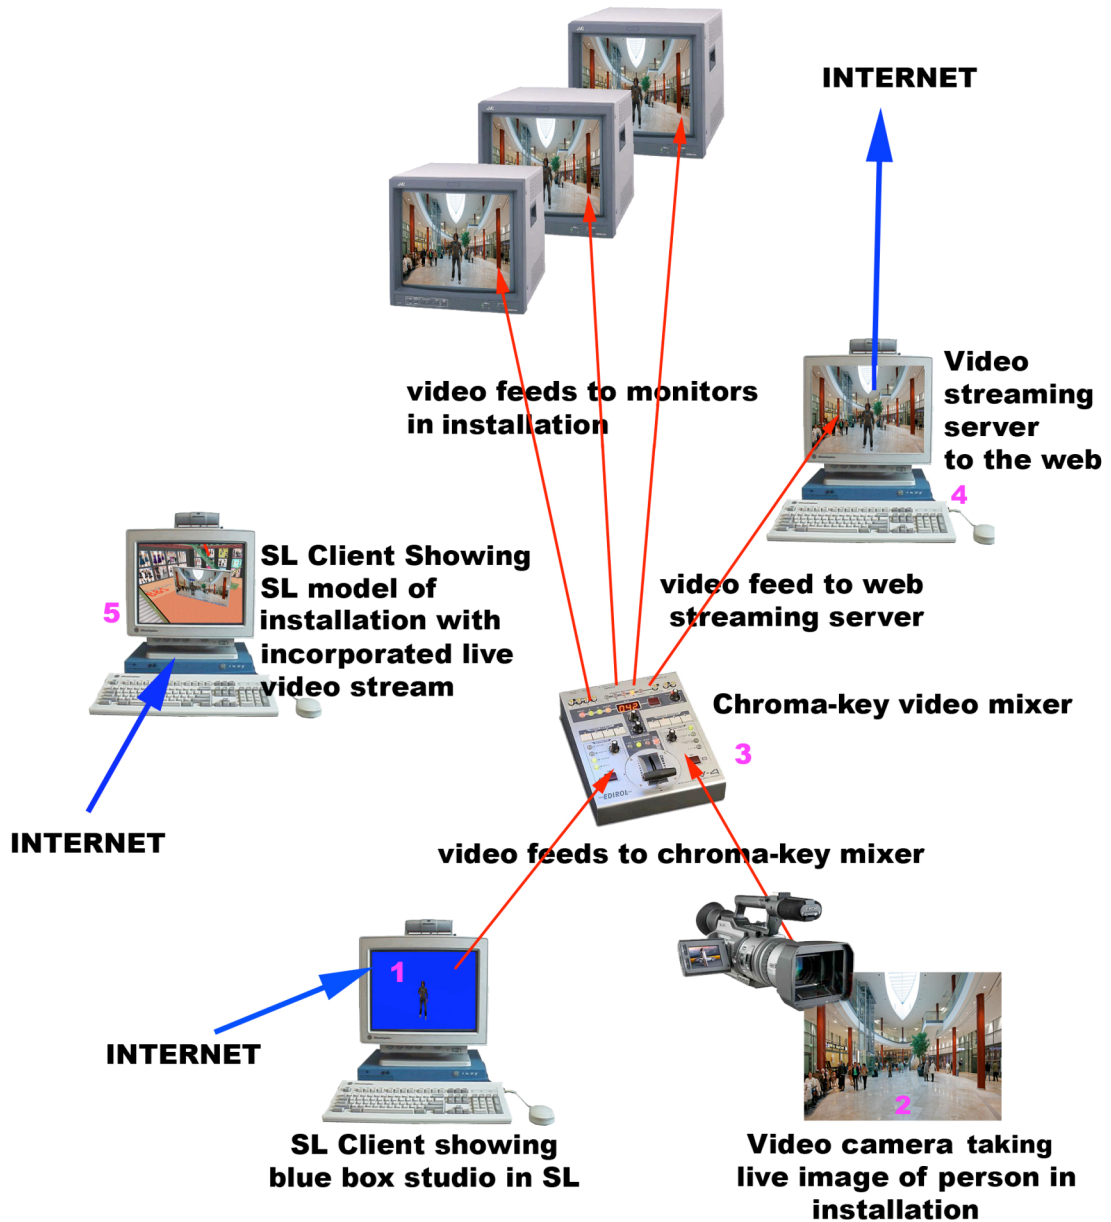 INTERNET
video feeds to monitors
in installation
Video
streaming
server
to the web
4
SL Client Showing
SL model of
installation with
incorporated live
video stream
5
video feed to web
streaming server
Chroma-key video mixer
3
042
EDIROL
INTERNET
video feeds to chroma-key mixer
1
INTERNET
2
SL Client showing
blue box studio in SL
Video camera taking
live image of person in
installation